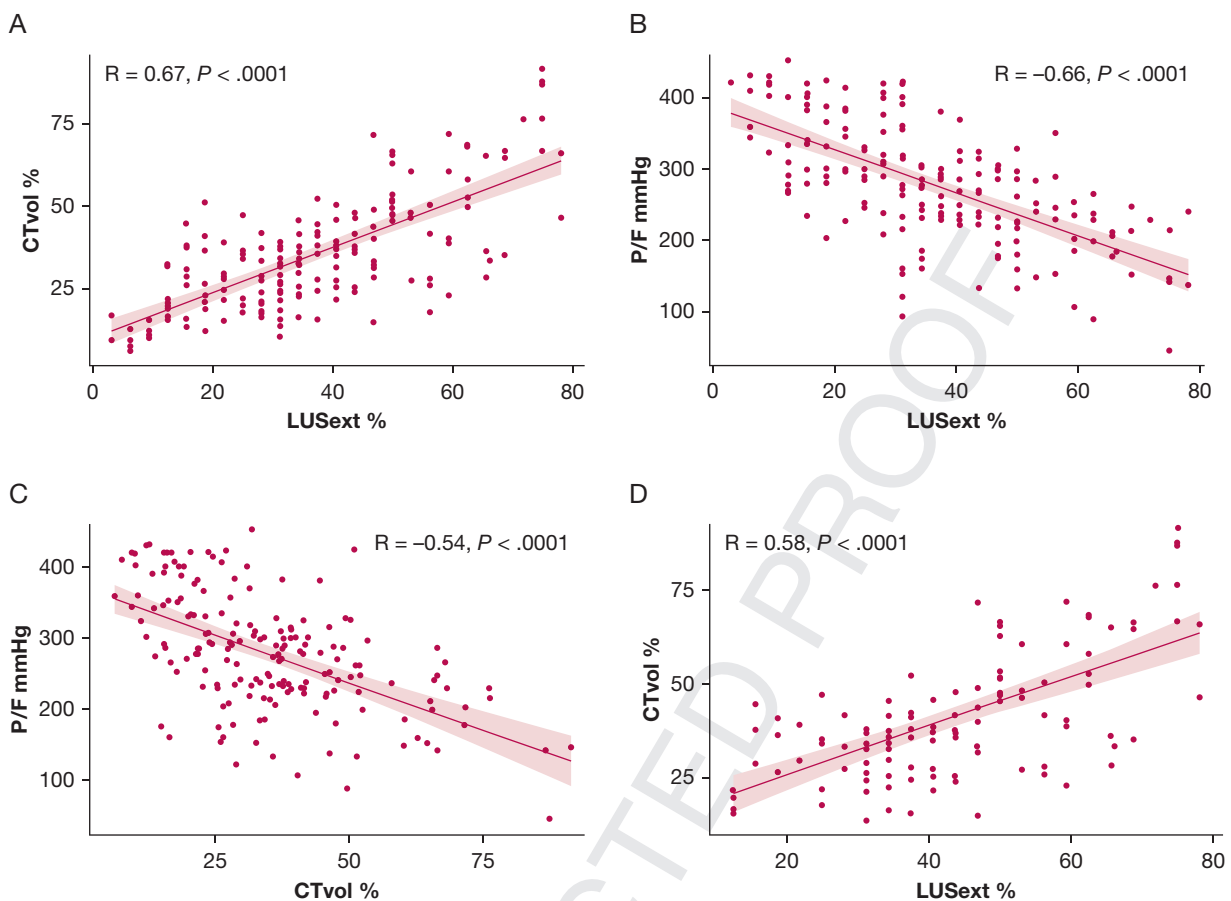 A
R = 0.67, P < .0001
CTvol %
75
50
25
0 20 40 60 80
LUSext %
B
R = –0.66, P < .0001
P/F mmHg
400
300
200
100
0 20 40 60 80
LUSext %
C
R = –0.54, P < .0001
P/F mmHg
400
300
200
100
25 50 75
CTvol %
D
R = 0.58, P < .0001
CTvol %
75
50
25
20 40 60 80
LUSext %
CTED PROOF